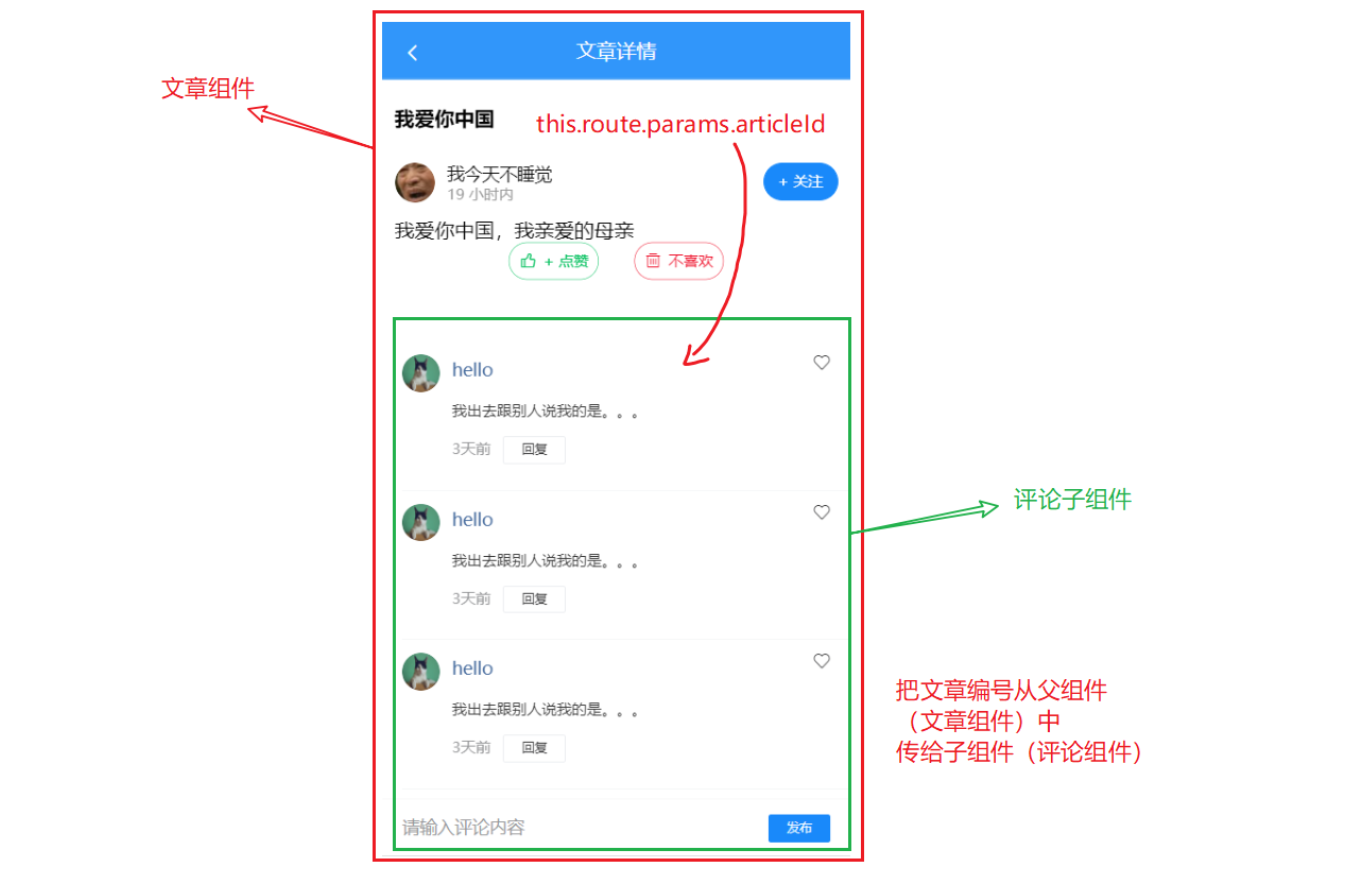 文章详情
文章组件
我爱你中国
this.route.params.articleId
我今天不睡觉
19 小时内
+ 关注
我爱你中国，我亲爱的母亲
+ 点赞
不喜欢
hello
我出去跟别人说我的是。。。
3天前
回复
hello
我出去跟别人说我的是。。。
3天前
回复
评论子组件
hello
我出去跟别人说我的是。。。
3天前
回复
把文章编号从父组件
（文章组件）中
传给子组件（评论组件）
请输入评论内容
发布